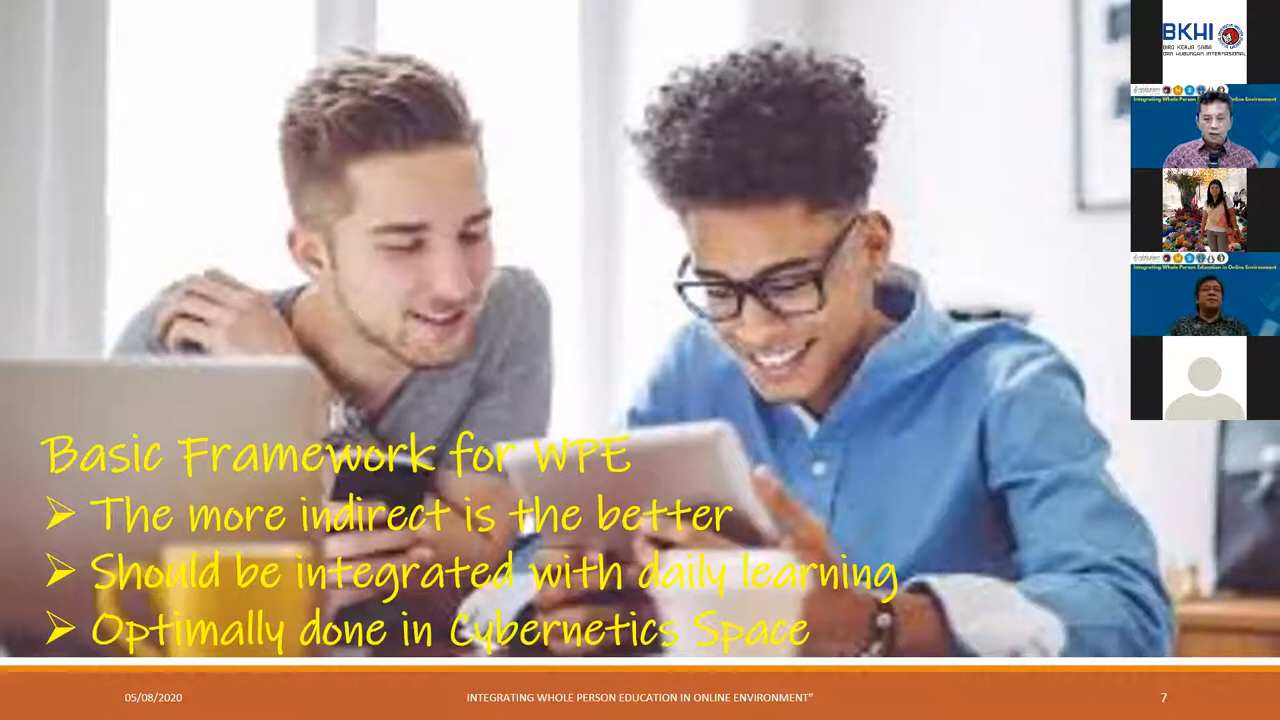 Basic Framework for WPE
➢ The more indirect is the better
➢ Should be integrated with daily learning
➢ Optimally done in Cybernetics Space
05/08/2020
INTEGRATING WHOLE PERSON EDUCATION IN ONLINE ENVIRONMENT"
7
BKHI
BIRO KERJA SAMA
DAN HUBUNGAN INTERNASIONAL
Integrating Whole Person Online Environment
Integrating Whole Person Education in Online Environment